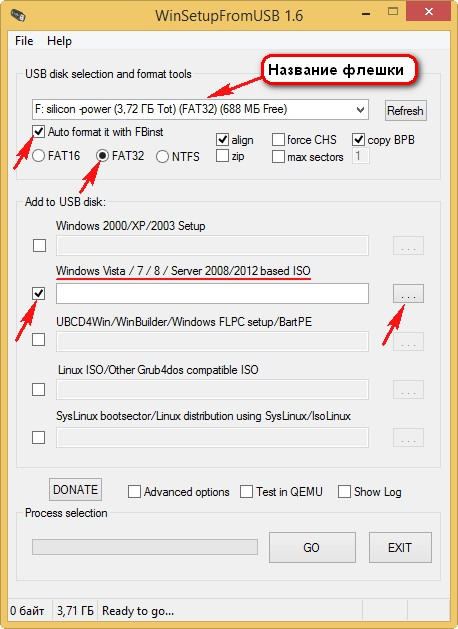 WinSetupFromUSB 1.6
File Help
USB disk selection and format tools
Название флешки
F: silicon -power (3,72 ГБ Tot) (FAT32) (688 МБ Free)
Refresh
Auto format it with FBinst
align
force CHS
copy BPB
FAT16
FAT32
NTFS
zip
max sectors
1
Add to USB disk:
Windows 2000/XP/2003 Setup
...
Windows Vista / 7 / 8 / Server 2008/2012 based ISO
...
UBCD4Win/WinBuilder/Windows FLPC setup/BartPE
...
Linux ISO/Other Grub4dos compatible ISO
...
SysLinux bootsector/Linux distribution using SysLinux/IsoLinux
...
DONATE
Advanced options
Test in QEMU
Show Log
Process selection
GO
EXIT
0 байт
3,71 ГБ
Ready to go...